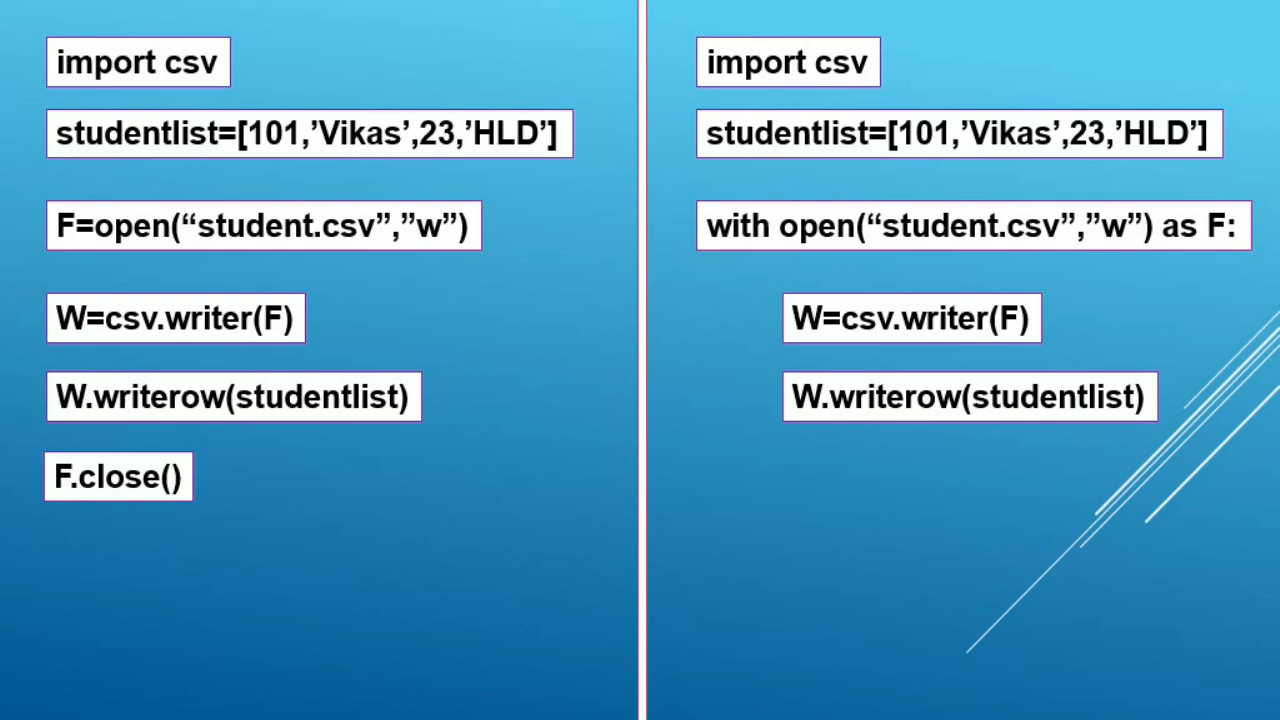 import csv
studentlist=[101,’Vikas’,23,’HLD’]
F=open(“student.csv”,”w”)
W=csv.writer(F)
W.writerow(studentlist)
F.close()
import csv
studentlist=[101,’Vikas’,23,’HLD’]
with open(“student.csv”,”w”) as F:
W=csv.writer(F)
W.writerow(studentlist)